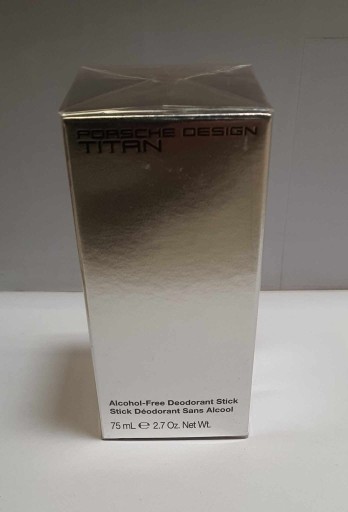 PORSCHE DESIGN
TITAN
Alcohol-Free Deodorant Stick
Stick Déodorant Sans Alcool
75 mL ℮ 2.7 Oz. Net Wt.